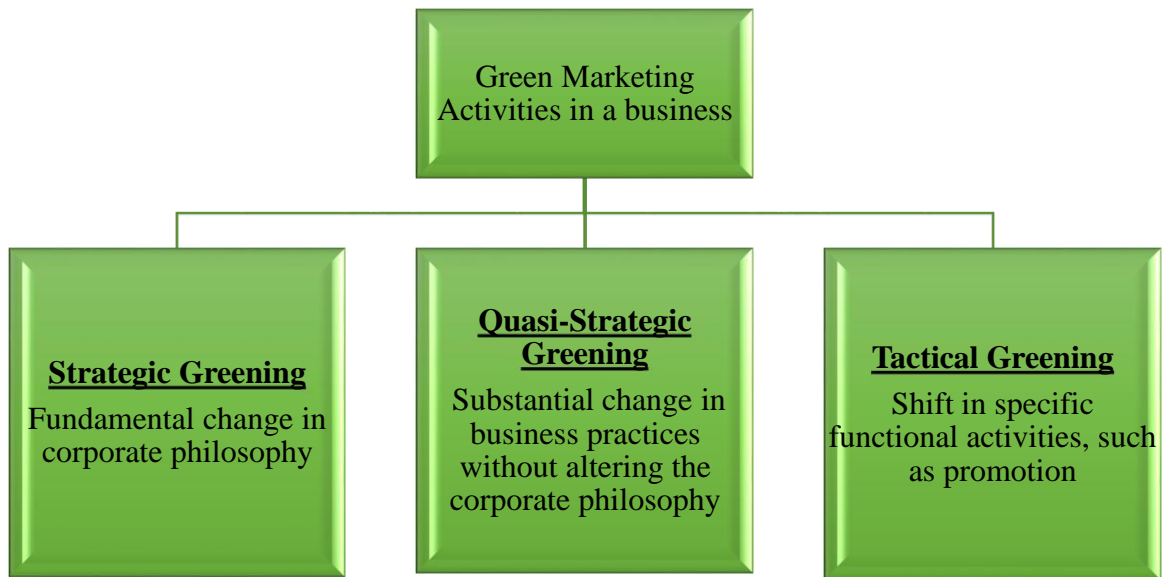 Green Marketing
Activities in a business
Strategic Greening
Fundamental change in
corporate philosophy
Quasi-Strategic
Greening
Substantial change in
business practices
without altering the
corporate philosophy
Tactical Greening
Shift in specific
functional activities, such
as promotion